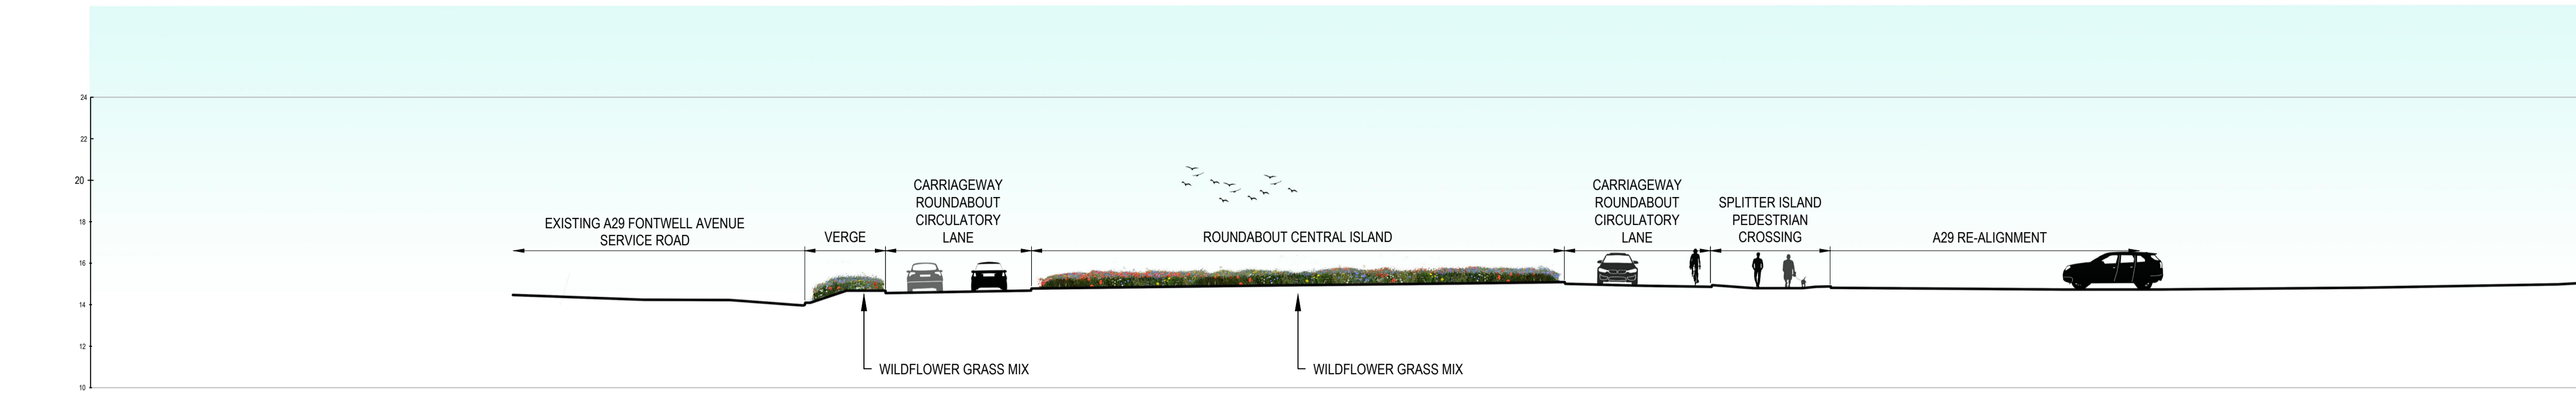 24
22
20
18
16
14
12
10
EXISTING A29 FONTWELL AVENUE
SERVICE ROAD
VERGE
CARRIAGEWAY
ROUNDABOUT
CIRCULATORY
LANE
ROUNDABOUT CENTRAL ISLAND
CARRIAGEWAY
ROUNDABOUT
CIRCULATORY
LANE
SPLITTER ISLAND
PEDESTRIAN
CROSSING
A29 RE-ALIGNMENT
WILDFLOWER GRASS MIX
WILDFLOWER GRASS MIX